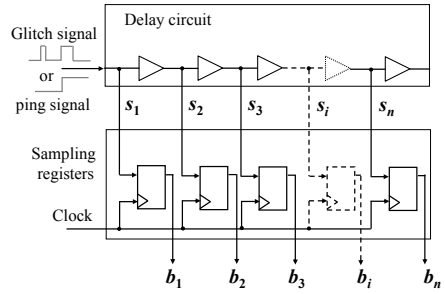 Delay circuit
Glitch signal
or
ping signal
s1 s2 s3 si sn
Sampling
registers
Clock
b1 b2 b3 bi bn